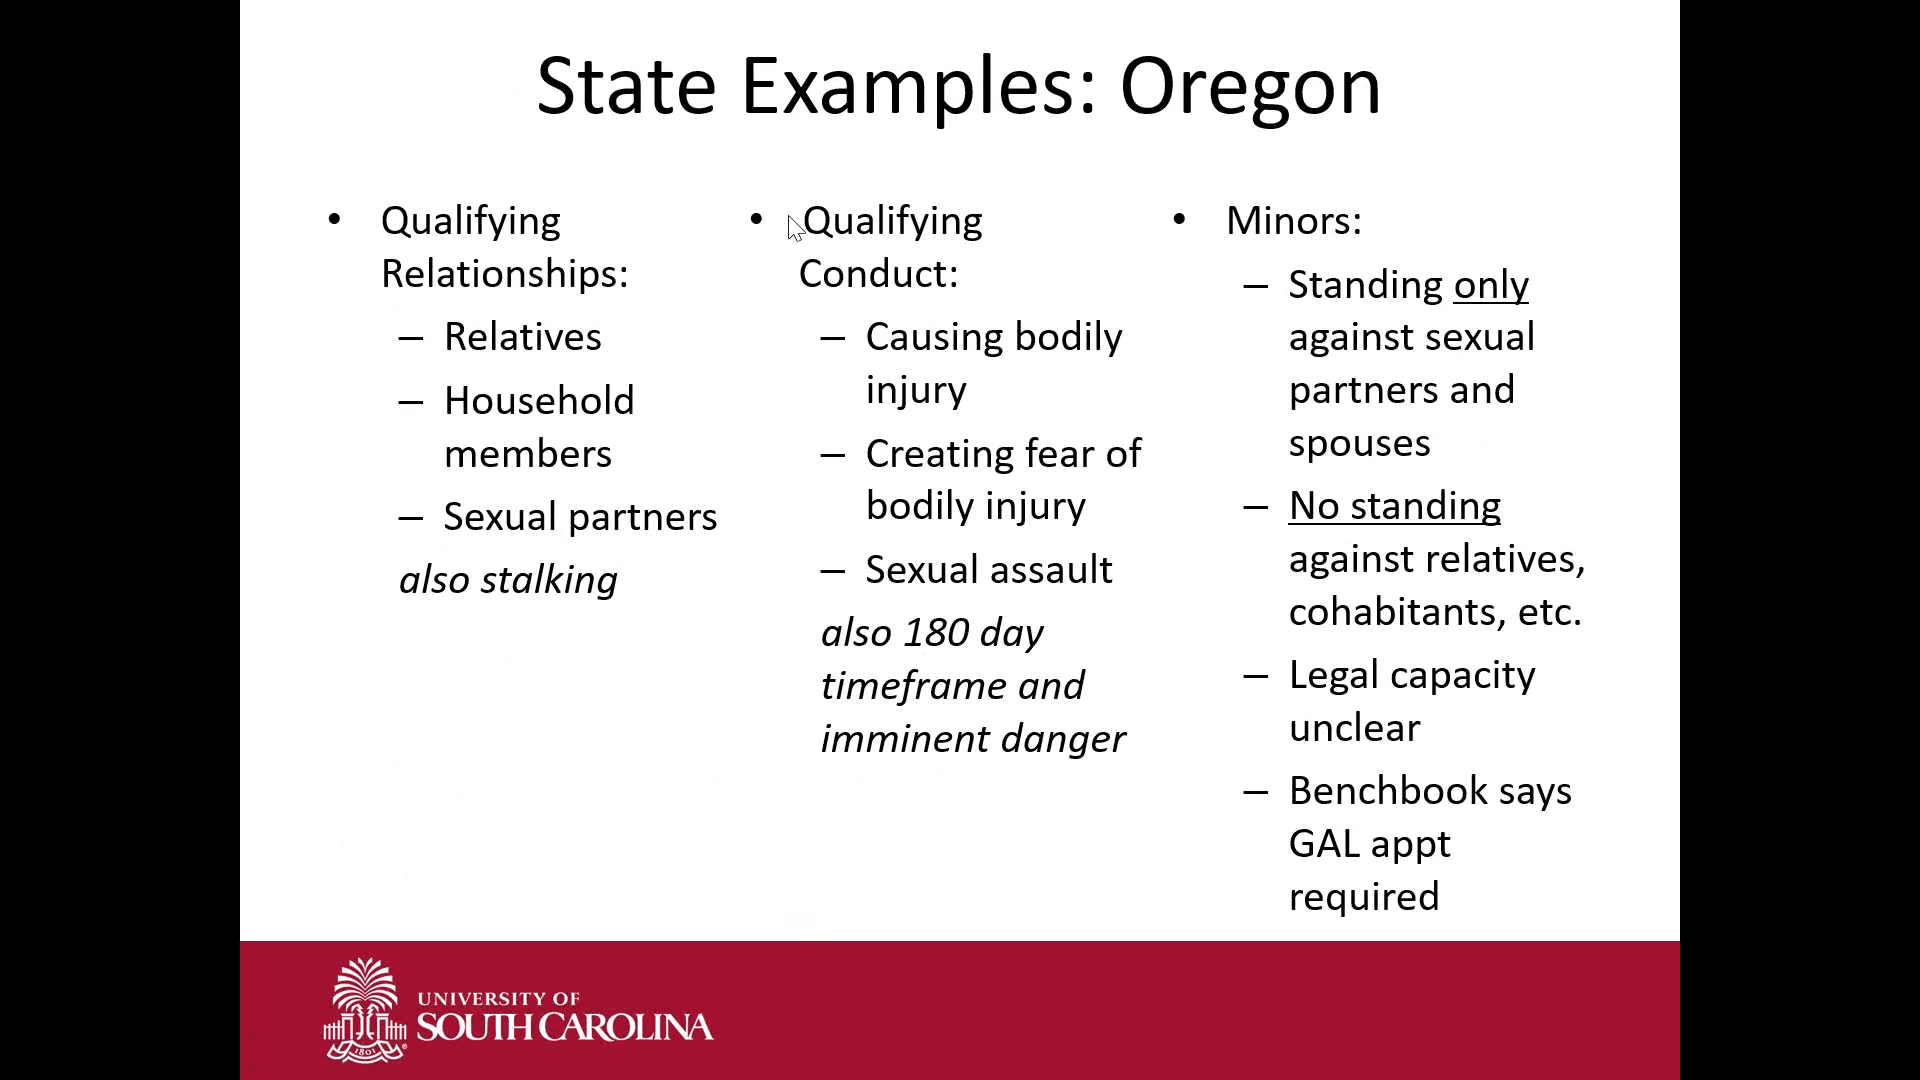 State Examples: Oregon
• Qualifying
Relationships:
– Relatives
– Household
members
– Sexual partners
also stalking
• Qualifying
Conduct:
– Causing bodily
injury
– Creating fear of
bodily injury
– Sexual assault
also 180 day
timeframe and
imminent danger
• Minors:
– Standing only
against sexual
partners and
spouses
– No standing
against relatives,
cohabitants, etc.
– Legal capacity
unclear
– Benchbook says
GAL appt
required
UNIVERSITY OF
SOUTH CAROLINA
1801